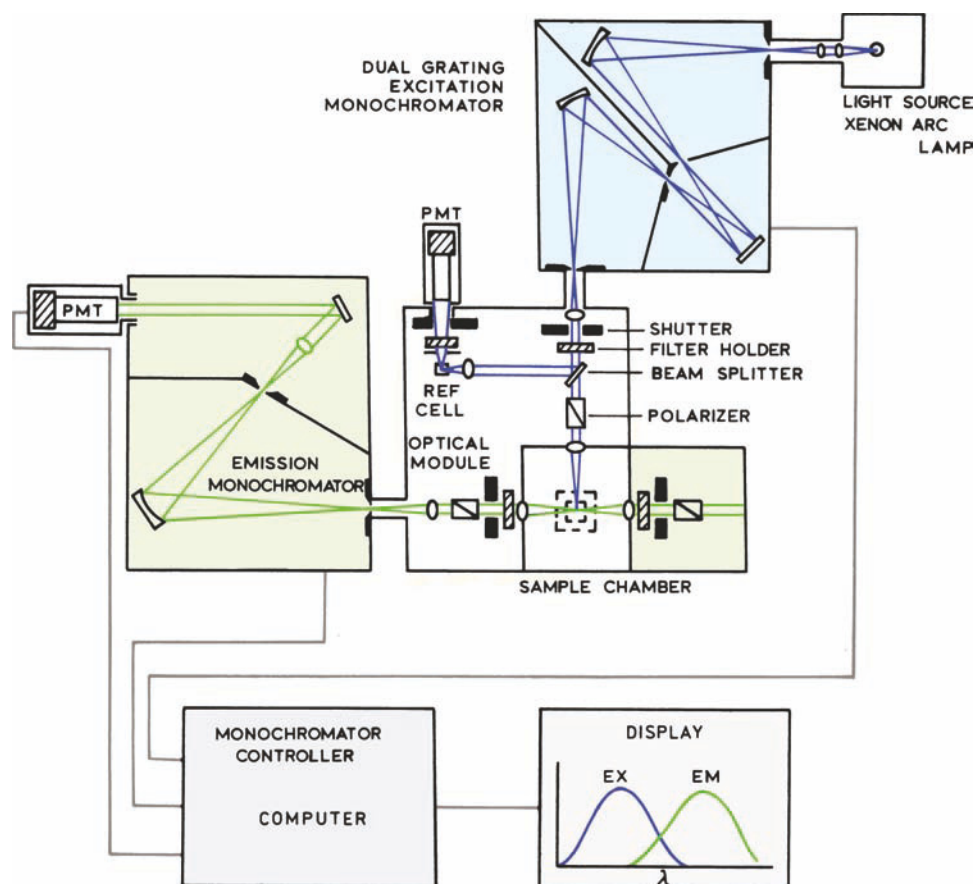 DUAL GRATING
EXCITATION
MONOCHROMATOR
LIGHT SOURCE
XENON ARC
LAMP
PMT
PMT
SHUTTER
FILTER HOLDER
BEAM SPLITTER
REF
CELL
POLARIZER
OPTICAL
MODULE
EMISSION
MONOCHROMATOR
SAMPLE CHAMBER
MONOCHROMATOR
CONTROLLER
COMPUTER
DISPLAY
EX EM
λ